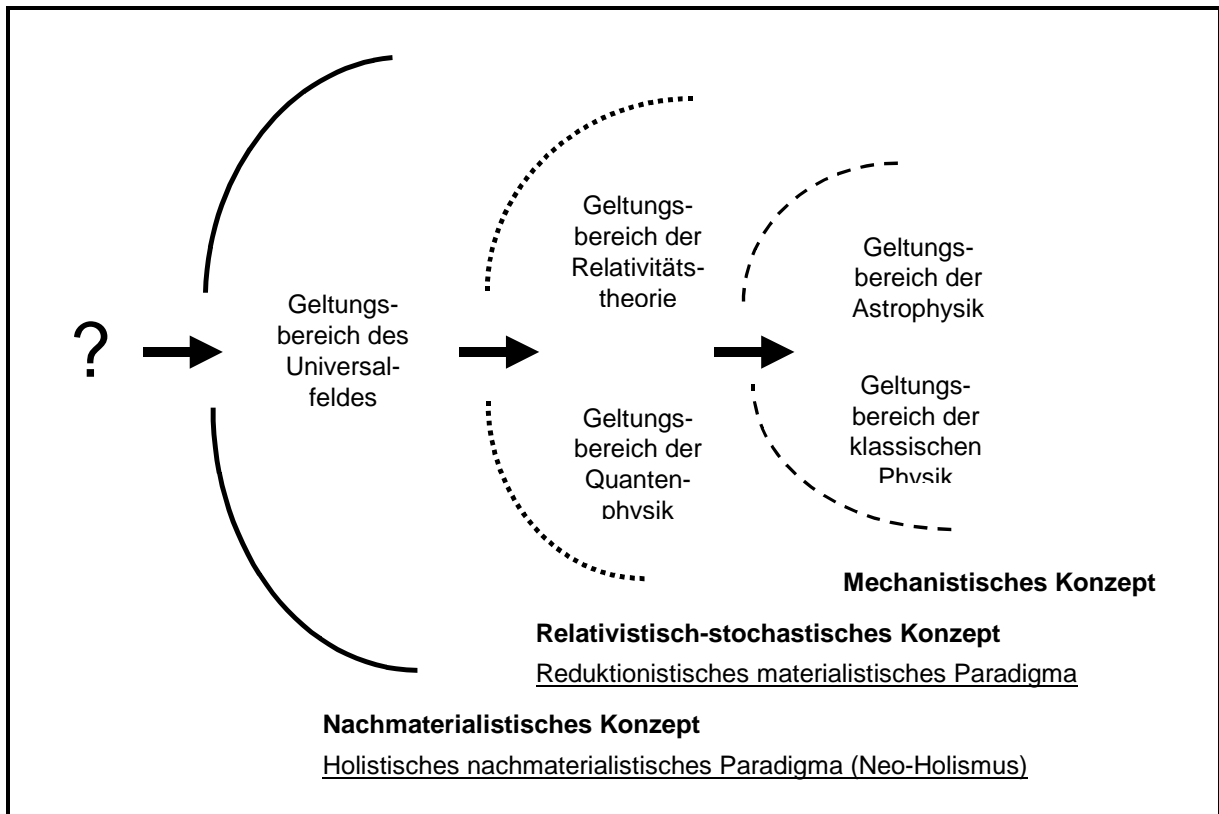 ?
Geltungs-
bereich des
Universal-
feldes
Geltungs-
bereich der
Relativitäts-
theorie
Geltungs-
bereich der
Quanten-
physik
Geltungs-
bereich der
Astrophysik
Geltungs-
bereich der
klassischen
Physik
Mechanistisches Konzept
Relativistisch-stochastisches Konzept
Reduktionistisches materialistisches Paradigma
Nachmaterialistisches Konzept
Holistisches nachmaterialistisches Paradigma (Neo-Holismus)